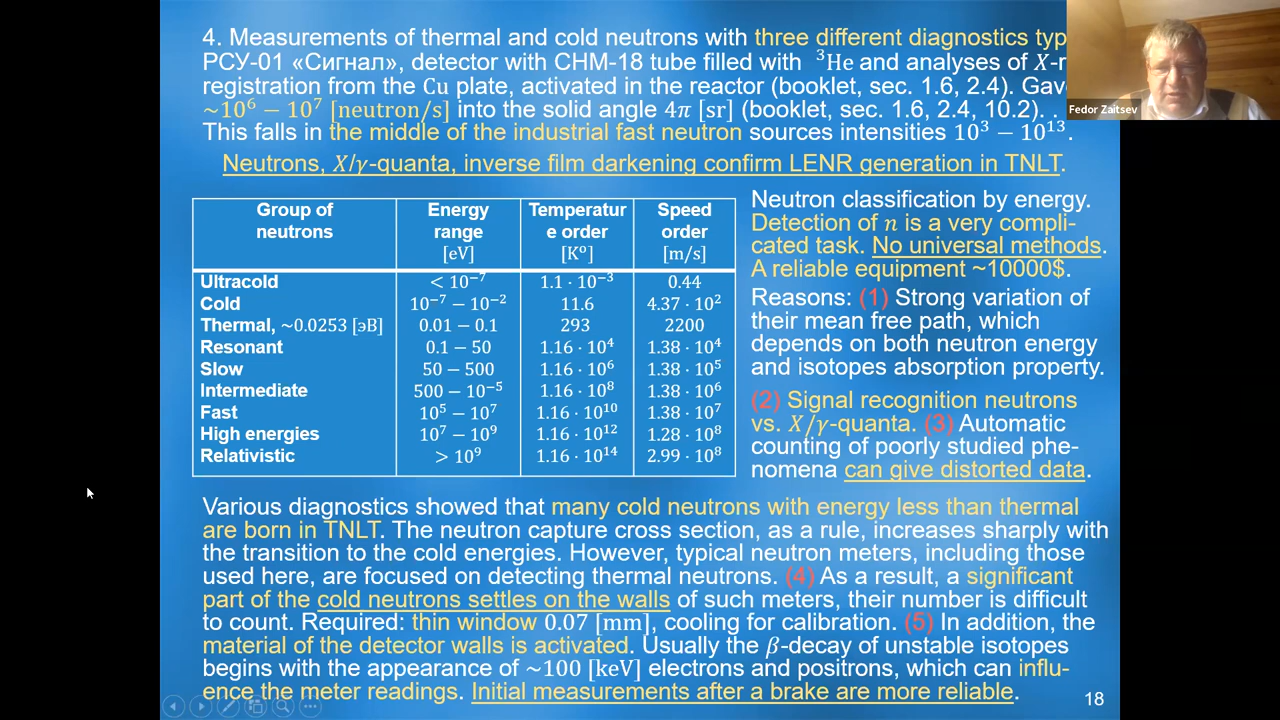 4. Measurements of thermal and cold neutrons with three different diagnostics typ
РСУ-01 «Сигнал», detector with СНМ-18 tube filled with ³He and analyses of X-r
registration from the Cu plate, activated in the reactor (booklet, sec. 1.6, 2.4). Gav
~10⁶ − 10⁷ [neutron/s] into the solid angle 4π [sr] (booklet, sec. 1.6, 2.4, 10.2). .
Fedor Zaitsev
This falls in the middle of the industrial fast neutron sources intensities 10³ − 10¹³.
Neutrons, X/γ-quanta, inverse film darkening confirm LENR generation in TNLT.
Group of neutrons Energy range [eV] Temperatur e order [K°] Speed order [m/s]
Ultracold < 10⁻⁷ 1.1 · 10⁻³ 0.44
Cold 10⁻⁷ − 10⁻² 11.6 4.37 · 10²
Thermal, ~0.0253 [эВ] 0.01 − 0.1 293 2200
Resonant 0.1 − 50 1.16 · 10⁴ 1.38 · 10⁴
Slow 50 − 500 1.16 · 10⁶ 1.38 · 10⁵
Intermediate 500 − 10⁻⁵ 1.16 · 10⁸ 1.38 · 10⁶
Fast 10⁵ − 10⁷ 1.16 · 10¹⁰ 1.38 · 10⁷
High energies 10⁷ − 10⁹ 1.16 · 10¹² 1.28 · 10⁸
Relativistic > 10⁹ 1.16 · 10¹⁴ 2.99 · 10⁸
Neutron classification by energy.
Detection of n is a very compli-
cated task. No universal methods.
A reliable equipment ~10000$.
Reasons: (1) Strong variation of
their mean free path, which
depends on both neutron energy
and isotopes absorption property.
(2) Signal recognition neutrons
vs. X/γ-quanta. (3) Automatic
counting of poorly studied phe-
nomena can give distorted data.
Various diagnostics showed that many cold neutrons with energy less than thermal
are born in TNLT. The neutron capture cross section, as a rule, increases sharply with
the transition to the cold energies. However, typical neutron meters, including those
used here, are focused on detecting thermal neutrons. (4) As a result, a significant
part of the cold neutrons settles on the walls of such meters, their number is difficult
to count. Required: thin window 0.07 [mm], cooling for calibration. (5) In addition, the
material of the detector walls is activated. Usually the β-decay of unstable isotopes
begins with the appearance of ~100 [keV] electrons and positrons, which can influ-
ence the meter readings. Initial measurements after a brake are more reliable.
18